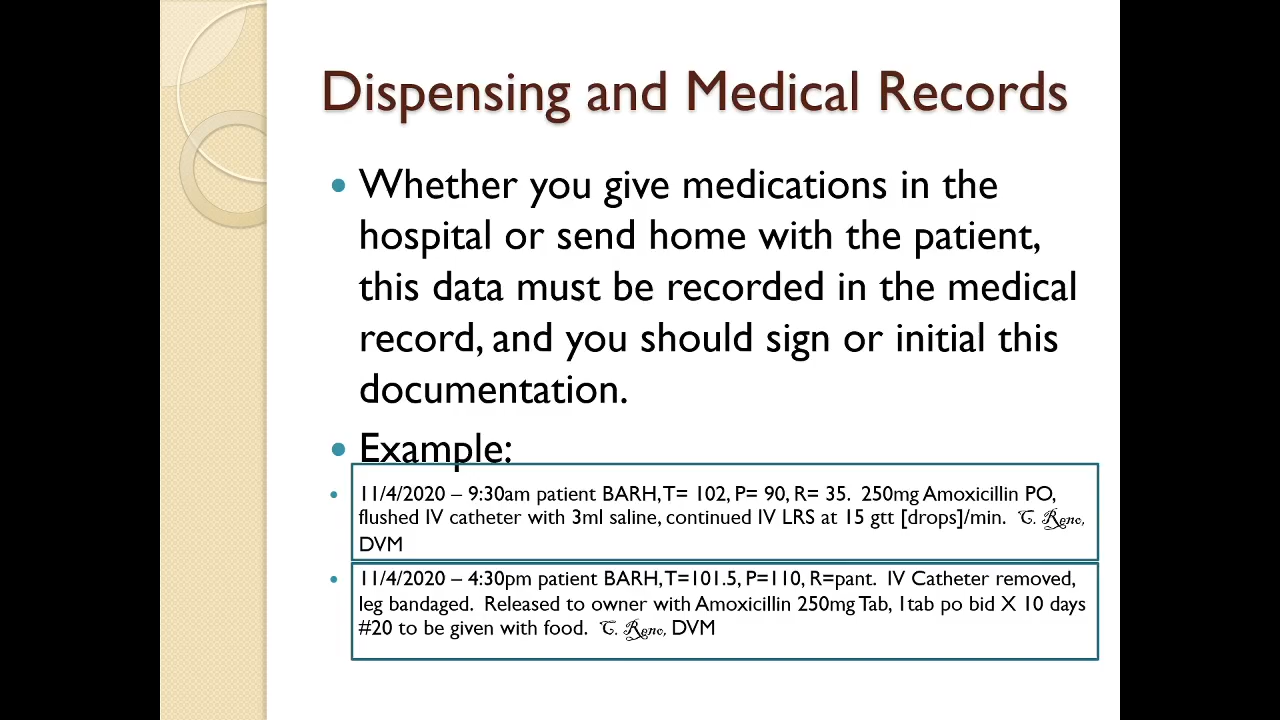 Dispensing and Medical Records
• Whether you give medications in the
hospital or send home with the patient,
this data must be recorded in the medical
record, and you should sign or initial this
documentation.
• Example:
• 11/4/2020 – 9:30am patient BARH, T= 102, P= 90, R= 35.  250mg Amoxicillin PO,
flushed IV catheter with 3ml saline, continued IV LRS at 15 gtt [drops]/min.  C. Reno,
DVM
• 11/4/2020 – 4:30pm patient BARH, T=101.5, P=110, R=pant.  IV Catheter removed,
leg bandaged.  Released to owner with Amoxicillin 250mg Tab, 1tab po bid X 10 days
#20 to be given with food.  C. Reno, DVM